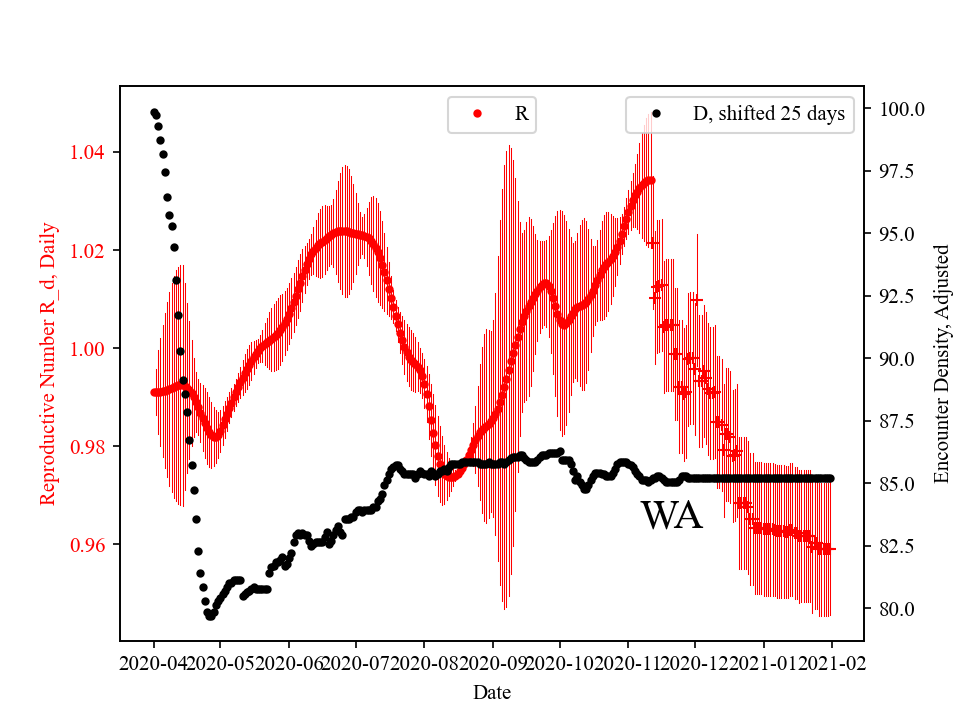 R
D, shifted 25 days
Reproductive Number R_d, Daily
1.04
1.02
1.00
0.98
0.96
100.0
97.5
95.0
92.5
90.0
87.5
85.0
82.5
80.0
Encounter Density, Adjusted
WA
2020-04 2020-05 2020-06 2020-07 2020-08 2020-09 2020-10 2020-11 2020-12 2021-01 2021-02
Date